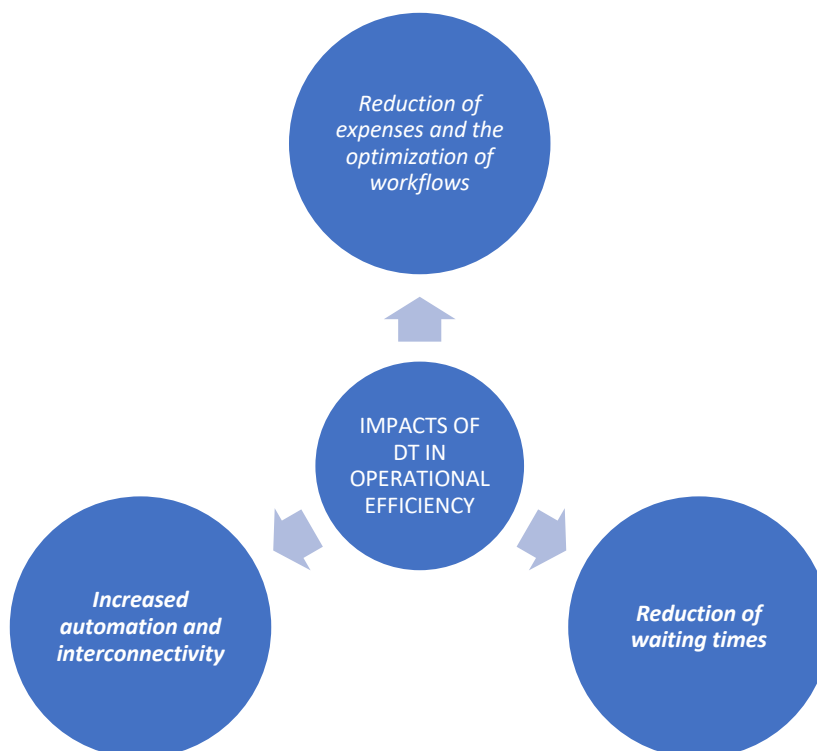 Reduction of
expenses and the
optimization of
workflows
IMPACTS OF
DT IN
OPERATIONAL
EFFICIENCY
Increased
automation and
interconnectivity
Reduction of
waiting times